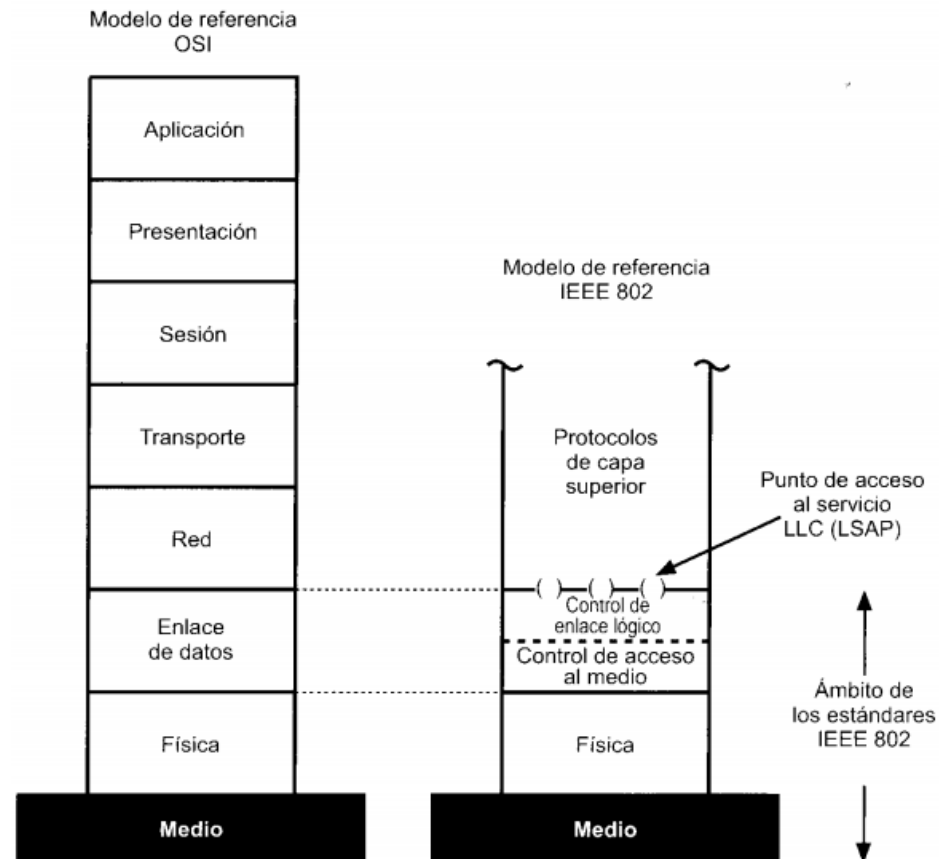 Modelo de referencia
OSI
Aplicación
Presentación
Sesión
Transporte
Red
Enlace
de datos
Física
Medio
Modelo de referencia
IEEE 802
Protocolos
de capa
superior
Punto de acceso
al servicio
LLC (LSAP)
Control de
enlace lógico
Control de acceso
al medio
Física
Medio
Ámbito de
los estándares
IEEE 802